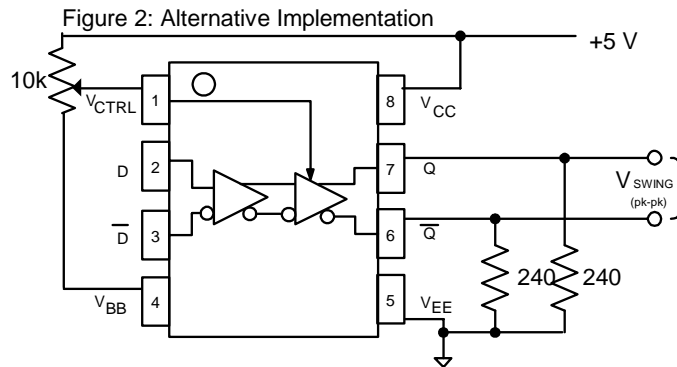 Figure 2: Alternative Implementation
+5 V
10k
VCTRL
1
8
VCC
D
2
7
Q
VSWING
(pk-pk)
D̅
3
6
Q̅
240
240
VBB
4
5
VEE